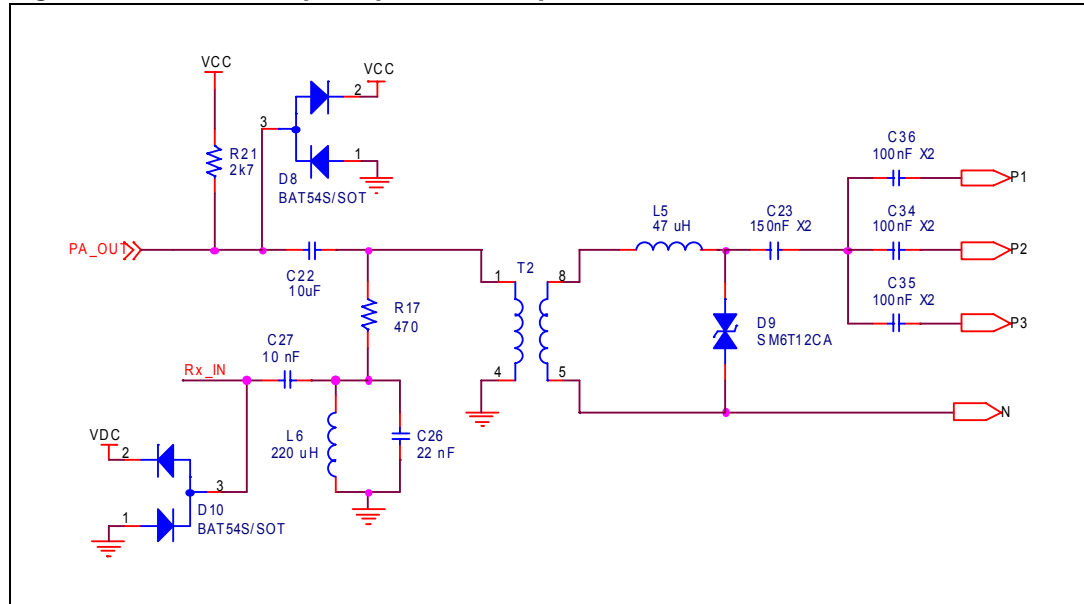 VCC
VCC
2
3
1
R21
2k7
D8
BAT54S/SOT
C36
100nF X2
P1
L5
47 uH
C23
150nF X2
C34
100nF X2
P2
PA_OUT
C22
10uF
T2
1
8
R17
470
D9
SM6T12CA
C35
100nF X2
P3
C27
10 nF
Rx_IN
4
5
N
L6
220 uH
C26
22 nF
VDC
2
3
1
D10
BAT54S/SOT